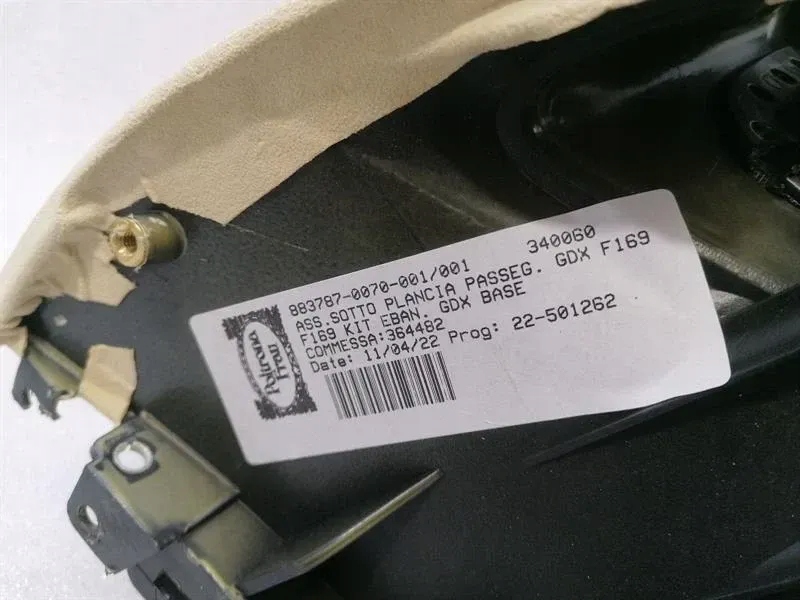 883787-0070-001/001 340060
ASS.SOTTO PLANCIA PASSEG. GDX F169
F169 KIT EBAN. GDX BASE
COMMESSA:364482
Date: 11/04/22 Prog: 22-501262
Poltrona
Frau